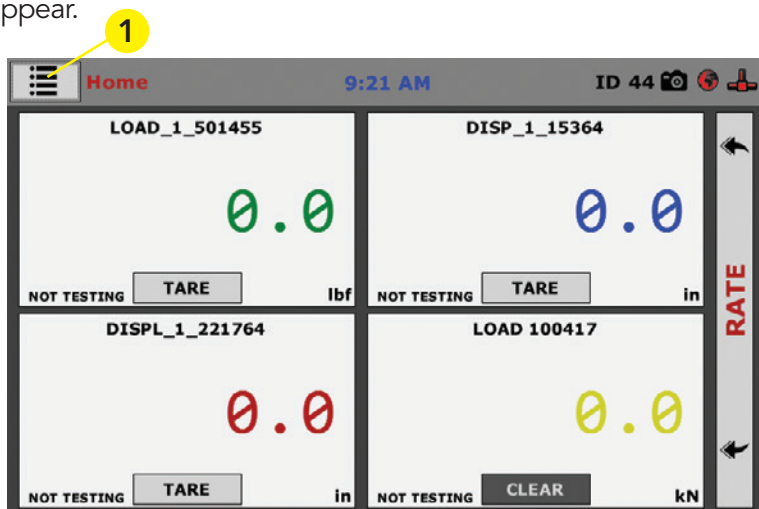 ppear.
1
Home 9:21 AM ID 44
LOAD_1_501455
0.0
NOT TESTING TARE lbf
DISP_1_15364
0.0
NOT TESTING TARE in
DISPL_1_221764
0.0
NOT TESTING TARE in
LOAD 100417
0.0
NOT TESTING CLEAR kN
RATE